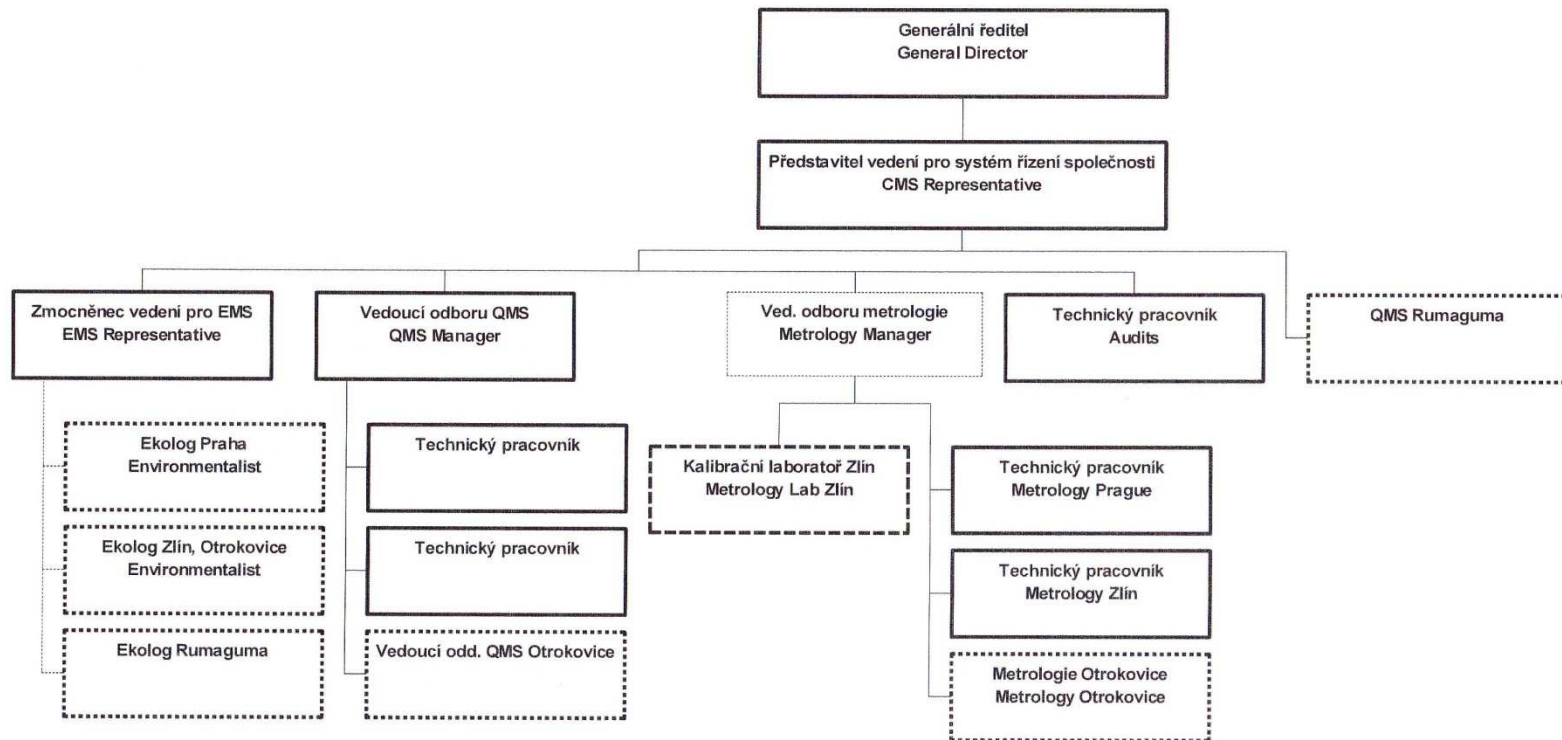 Generální ředitel
General Director
Představitel vedení pro systém řízení společnosti
CMS Representative
Zmocněnec vedení pro EMS
EMS Representative
Vedoucí odboru QMS
QMS Manager
Ved. odboru metrologie
Metrology Manager
Technický pracovník
Audits
QMS Rumaguma
Ekolog Praha
Environmentalist
Ekolog Zlín, Otrokovice
Environmentalist
Ekolog Rumaguma
Technický pracovník
Technický pracovník
Vedoucí odd. QMS Otrokovice
Kalibrační laboratoř Zlín
Metrology Lab Zlín
Technický pracovník
Metrology Prague
Technický pracovník
Metrology Zlín
Metrologie Otrokovice
Metrology Otrokovice